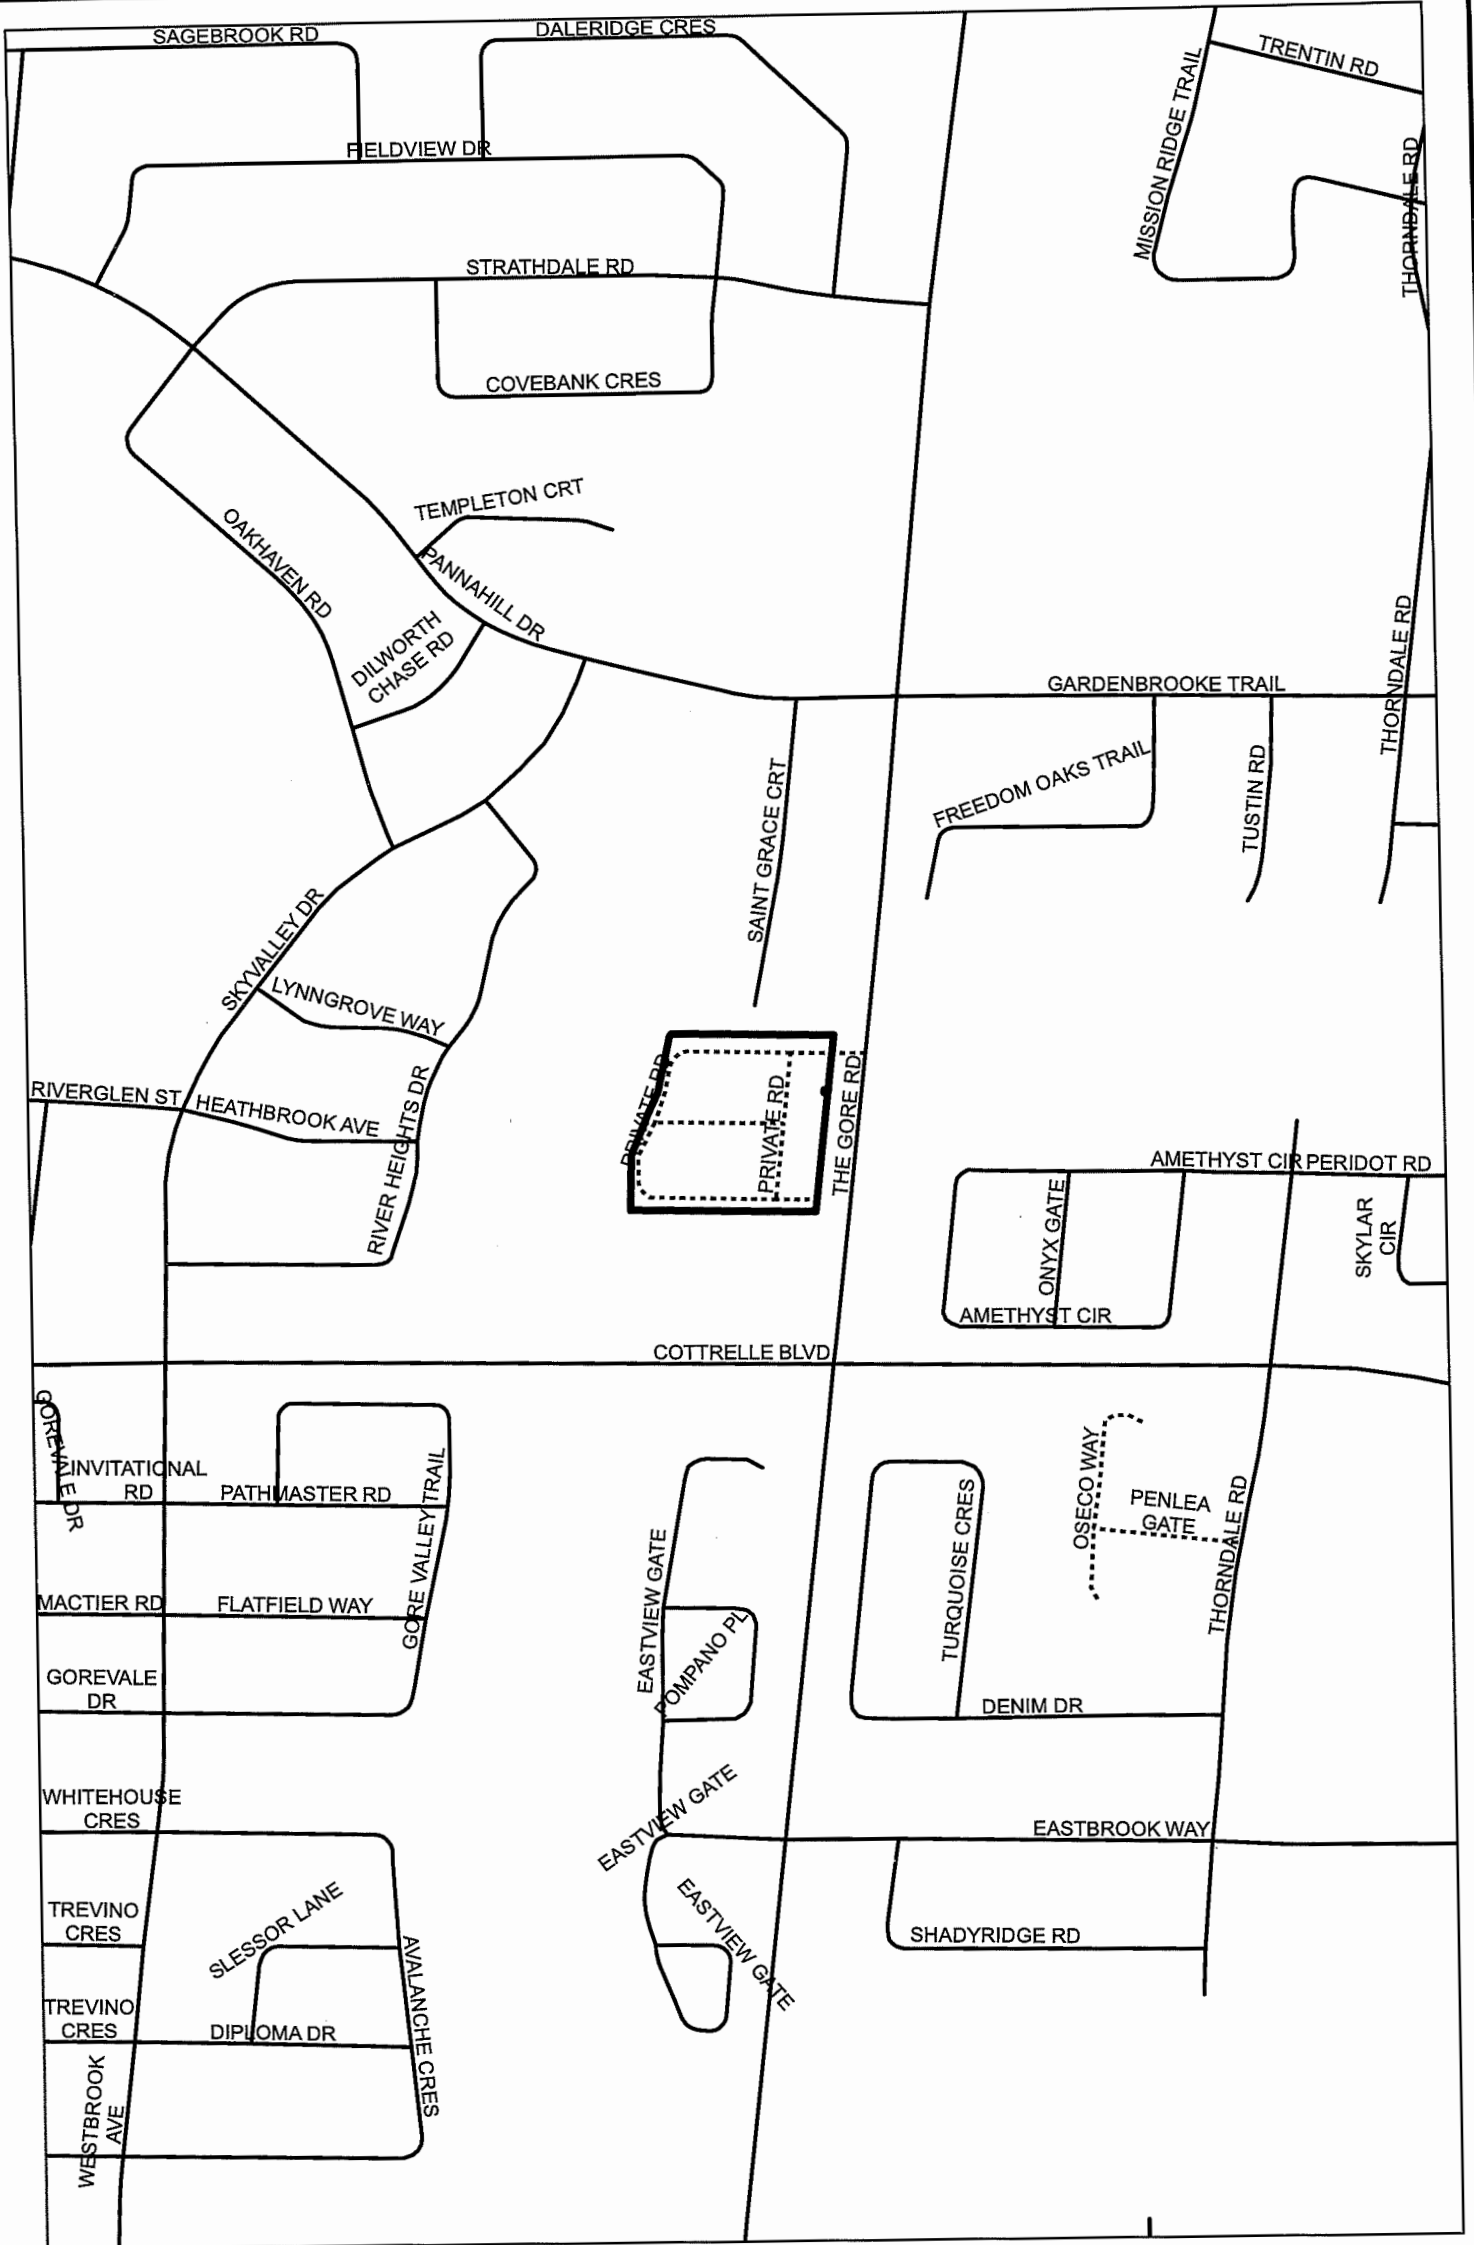 SAGEBROOK RD
DALERIDGE CRES
TRENTIN RD
MISSION RIDGE TRAIL
THORNDALE RD
FIELDVIEW DR
STRATHDALE RD
COVEBANK CRES
TEMPLETON CRT
OAKHAVEN RD
PANNAHILL DR
DILWORTH
CHASE RD
GARDENBROOKE TRAIL
THORNDALE RD
FREEDOM OAKS TRAIL
TUSTIN RD
SAINT GRACE CRT
SKYVALLEY DR
LYNNGROVE WAY
RIVERGLEN ST
HEATHBROOK AVE
RIVER HEIGHTS DR
PRIVATE RD
PRIVATE RD
THE GORE RD
AMETHYST CIR
PERIDOT RD
ONYX GATE
SKYLAR
CIR
AMETHYST CIR
COTTRELLE BLVD
GOREVALE DR
INVITATIONAL
RD
PATHMASTER RD
GORE VALLEY TRAIL
OSECO WAY
PENLEA
GATE
TURQUOISE CRES
THORNDALE RD
EASTVIEW GATE
MACTIER RD
FLATFIELD WAY
POMPANO PL
GOREVALE
DR
DENIM DR
WHITEHOUSE
CRES
EASTVIEW GATE
EASTBROOK WAY
TREVINO
CRES
SLESSOR LANE
EASTVIEW GATE
SHADYRIDGE RD
AVALANCHE CRES
TREVINO
CRES
DIPLOMA DR
WESTBROOK
AVE